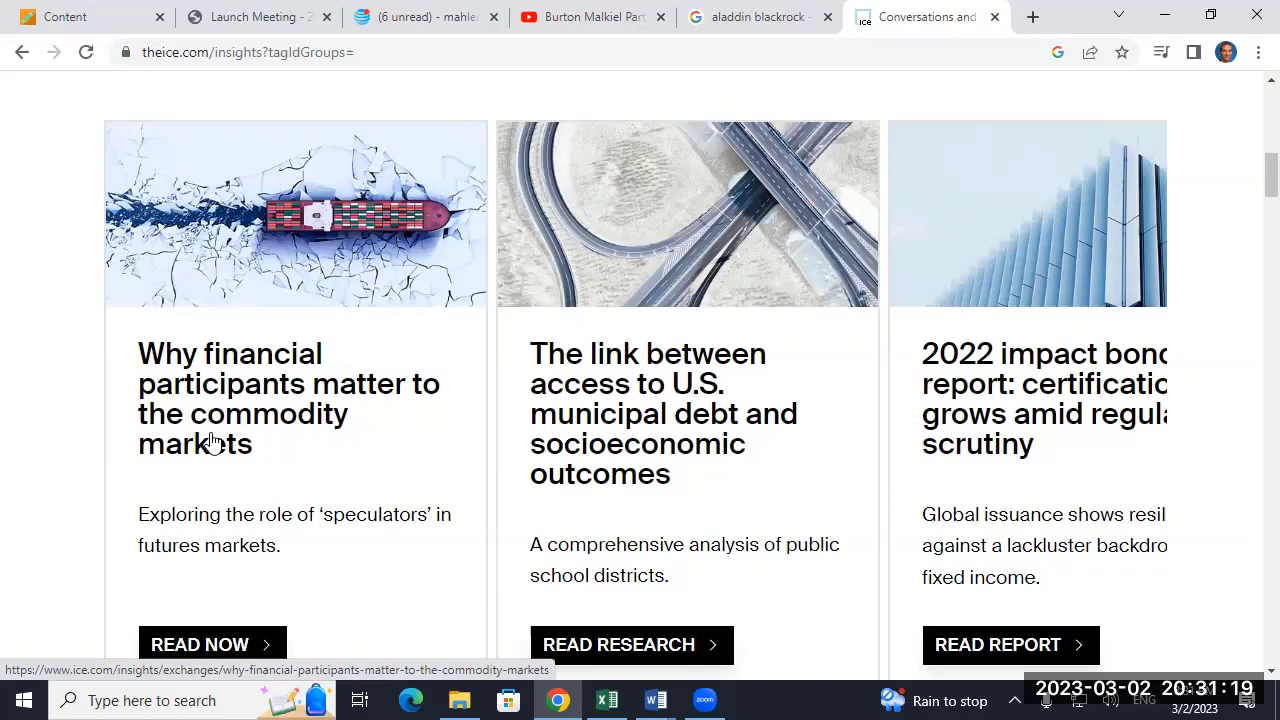 Content
Launch Meeting - Z
(6 unread) - mahler
Burton Malkiel Part
aladdin blackrock -
ice
Conversations and
theice.com/insights?tagIdGroups=
Why financial
participants matter to
the commodity
markets
Exploring the role of ‘speculators’ in
futures markets.
READ NOW
The link between
access to U.S.
municipal debt and
socioeconomic
outcomes
A comprehensive analysis of public
school districts.
READ RESEARCH
2022 impact bond
report: certificatio
grows amid regula
scrutiny
Global issuance shows resil
against a lackluster backdro
fixed income.
READ REPORT
https://www.ice.com/insights/exchanges/why-financial-participants-matter-to-the-commodity-markets
Type here to search
zoom
Rain to stop
ENG
2023-03-02 20:31:19
3/2/2023